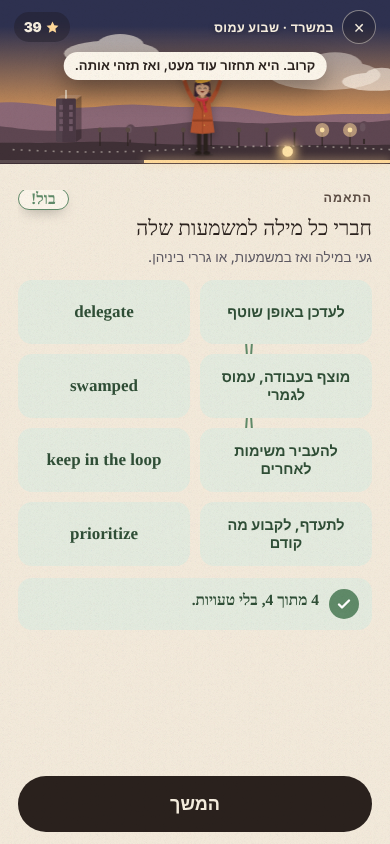 במשרד · שבוע עמוס
39
קרוב. היא תחזור עוד מעט, ואז תזהי אותה.
התאמה
בול!
חברי כל מילה למשמעות שלה
געי במילה ואז במשמעות, או גררי ביניהן.
לעדכן באופן שוטף
delegate
מוצף בעבודה, עמוס
לגמרי
swamped
להעביר משימות
לאחרים
keep in the loop
לתעדף, לקבוע מה
קודם
prioritize
4 מתוך 4, בלי טעויות.
המשך